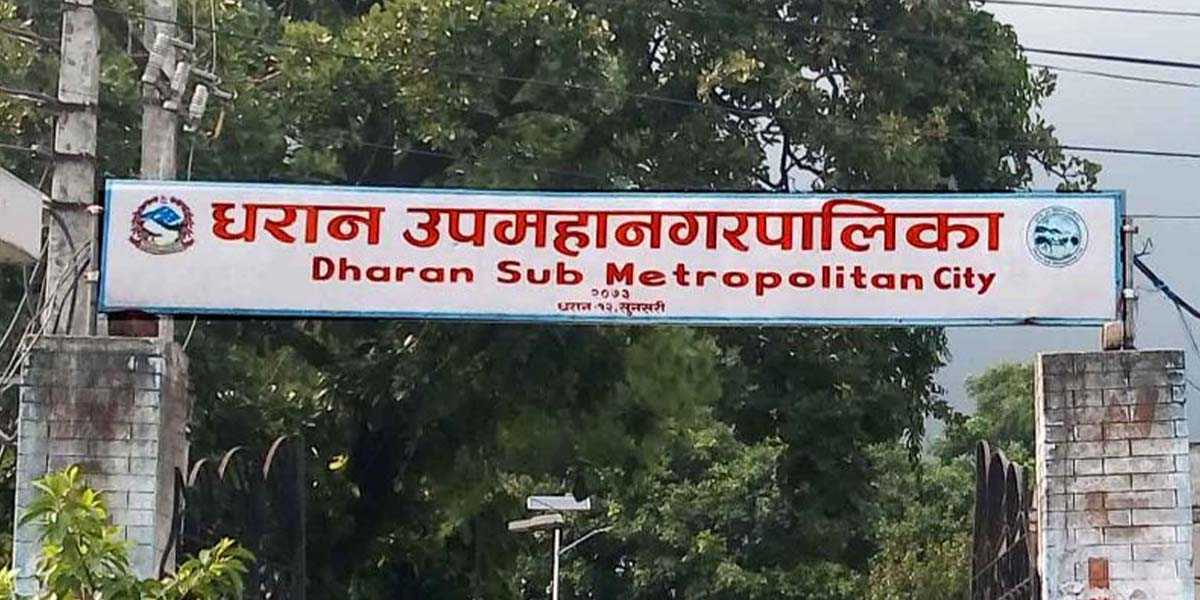 धरान उपमहानगरपालिका
Dharan Sub Metropolitan City
२०७३
धरान-१२, सुनसरी